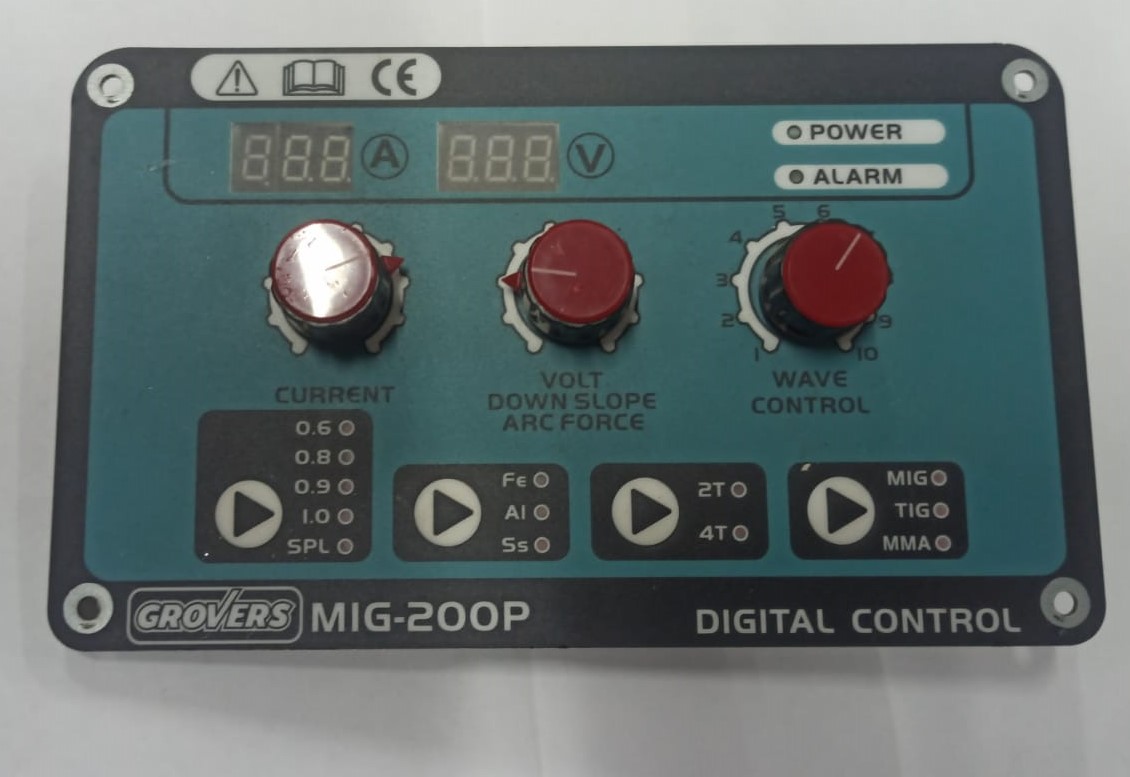 CE
A
V
POWER
ALARM
CURRENT
VOLT
DOWN SLOPE
ARC FORCE
1
2
3
4
5
6
9
10
WAVE
CONTROL
0.6
0.8
0.9
1.0
SPL
Fe
Al
Ss
2T
4T
MIG
TIG
MMA
GROVERS MIG-200P
DIGITAL CONTROL